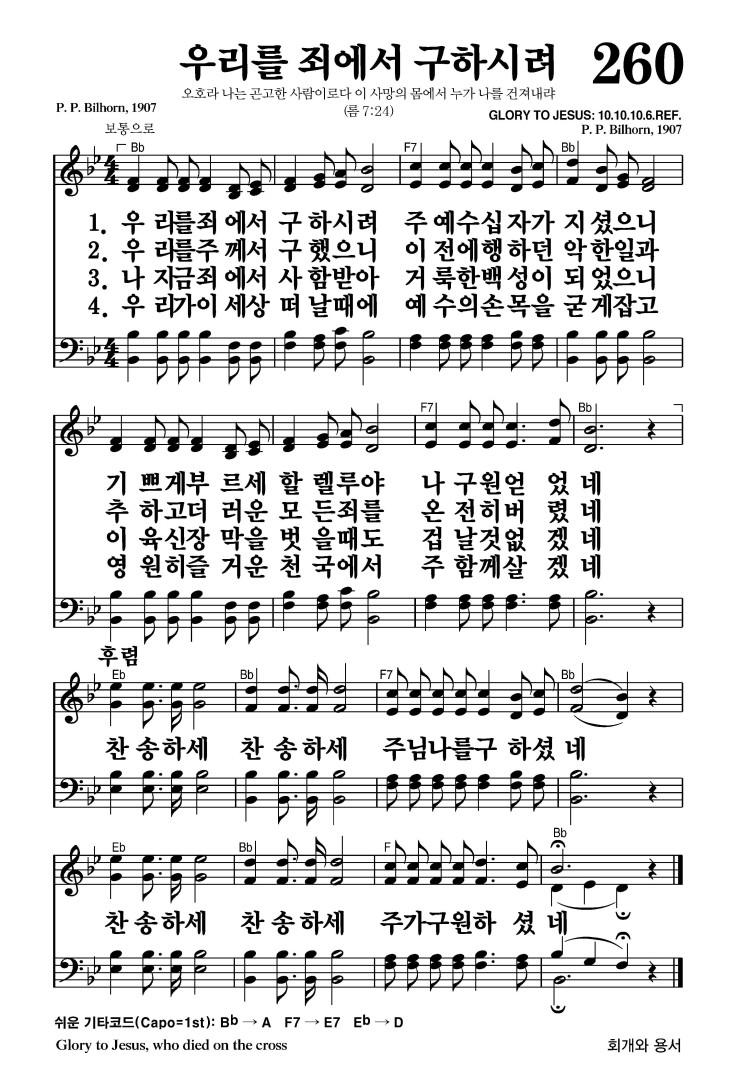 우리를 죄에서 구하시려 260
오호라 나는 곤고한 사람이로다 이 사망의 몸에서 누가 나를 건져내랴
(롬 7:24)
P. P. Bilhorn, 1907
GLORY TO JESUS: 10.10.10.6.REF.
P. P. Bilhorn, 1907
보통으로
Bb F7 Bb
1. 우 리를죄 에서 구 하시려 주 예수십 자가 지 셨으니
2. 우 리를주 께서 구 했으니 이 전에행 하던 악 한일과
3. 나 지금죄 에서 사 함받아 거 룩한백 성이 되 었으니
4. 우 리가이 세상 떠 날때에 예 수의손 목을 굳 게잡고
F7 Bb
기 쁘게부 르세 할 렐루야 나 구원얻 었 네
추 하고더 러운 모 든죄를 온 전히버 렸 네
이 육신장 막을 벗 을때도 겁 날것없 겠 네
영 원히즐 거운 천 국에서 주 함께살 겠 네
후렴
Eb Bb F7 Bb
찬 송하세 찬 송하세 주님나를구 하셨 네
Eb Bb F Bb
찬 송하세 찬 송하세 주가구원하 셨 네
쉬운 기타코드(Capo=1st): Bb → A F7 → E7 Eb → D
Glory to Jesus, who died on the cross
회개와 용서